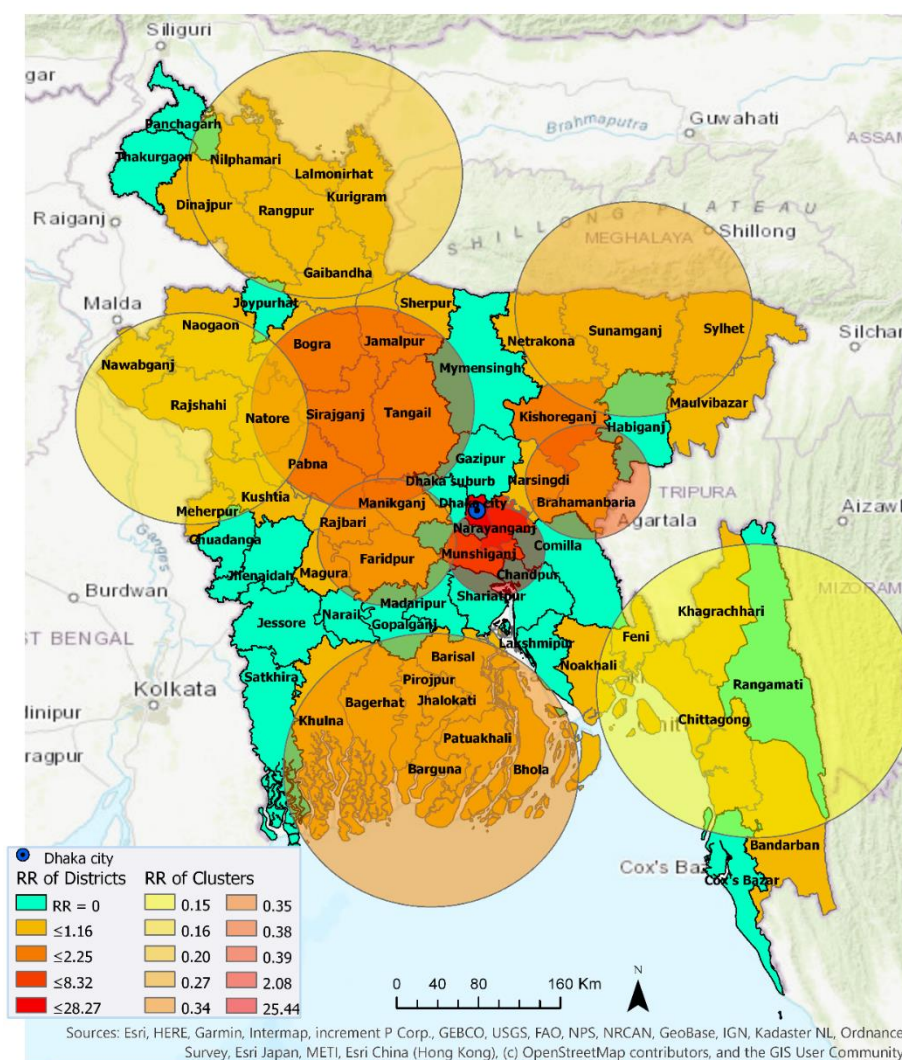 Siliguri
gar
Panchagarh
Thakurgaon
Nilphamari
Lalmonirhat
Kurigram
Dinajpur
Rangpur
Gaibandha
Brahmaputra
Guwahati
ASSAM
Raiganj
SHILLONG PLATEAU
MEGHALAYA
Shillong
Malda
Joypurhat
Sherpur
Naogaon
Bogra
Jamalpur
Netrakona
Sunamganj
Sylhet
Silchar
Nawabganj
Mymensingh
Rajshahi
Natore
Sirajganj
Tangail
Kishoreganj
Maulvibazar
Habiganj
Pabna
Gazipur
Dhaka suburb
Narsingdi
Kushtia
Manikganj
Dhaka city
Brahamanbaria
TRIPURA
Meherpur
Rajbari
Narayanganj
Agartala
Aizawl
Ganges
Chuadanga
Faridpur
Munshiganj
Comilla
Jhenaidah
Magura
Chandpur
Burdwan
Madaripur
Shariatpur
MIZORAM
ST BENGAL
Jessore
Narail
Gopalganj
Khagrachhari
Lakshmipur
Feni
Barisal
Noakhali
Satkhira
Pirojpur
Rangamati
Kolkata
Bagerhat
Jhalokati
dinipur
Khulna
Chittagong
Patuakhali
ragpur
Barguna
Bhola
Bandarban
Cox's Baz
Cox's Bazar
Dhaka city
RR of Districts
RR = 0
≤1.16
≤2.25
≤8.32
≤28.27
RR of Clusters
0.15
0.16
0.20
0.27
0.34
0.35
0.38
0.39
2.08
25.44
0 40 80 160 Km
N
Sources: Esri, HERE, Garmin, Intermap, increment P Corp., GEBCO, USGS, FAO, NPS, NRCAN, GeoBase, IGN, Kadaster NL, Ordnance
Survey, Esri Japan, METI, Esri China (Hong Kong), (c) OpenStreetMap contributors, and the GIS User Community